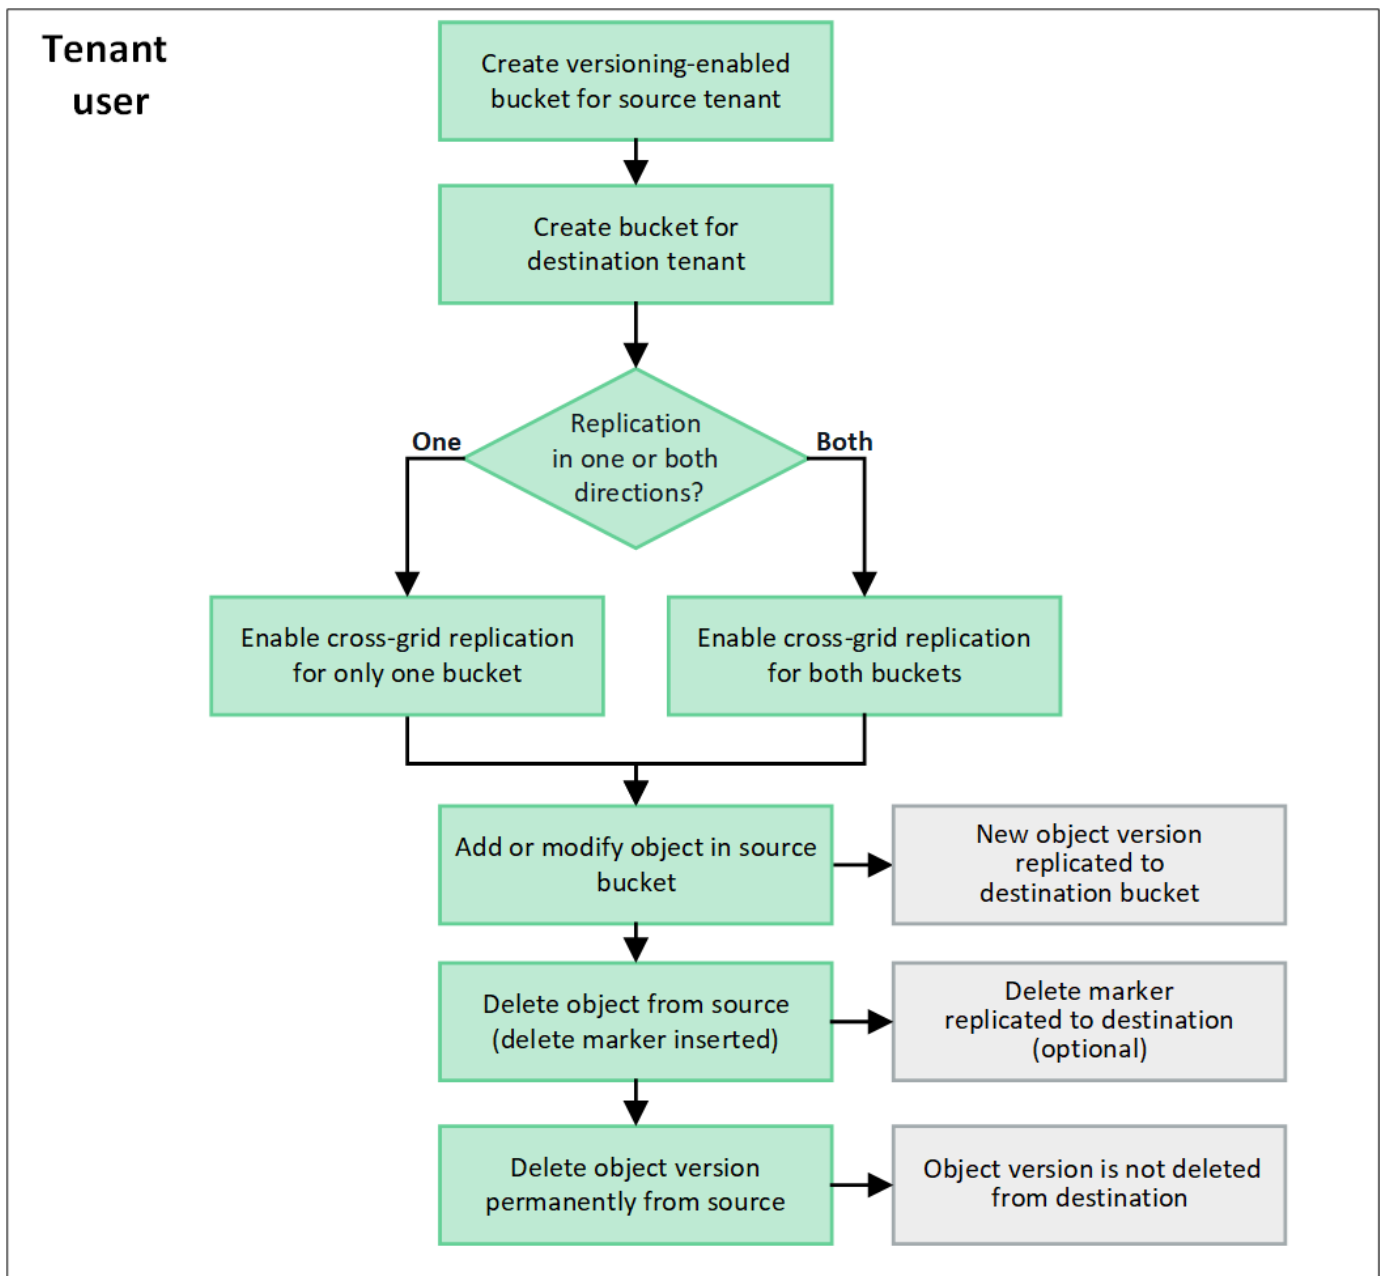 Tenant
user
Create versioning-enabled
bucket for source tenant
Create bucket for
destination tenant
Replication
in one or both
directions?
One
Both
Enable cross-grid replication
for only one bucket
Enable cross-grid replication
for both buckets
Add or modify object in source
bucket
New object version
replicated to
destination bucket
Delete object from source
(delete marker inserted)
Delete marker
replicated to destination
(optional)
Delete object version
permanently from source
Object version is not deleted
from destination